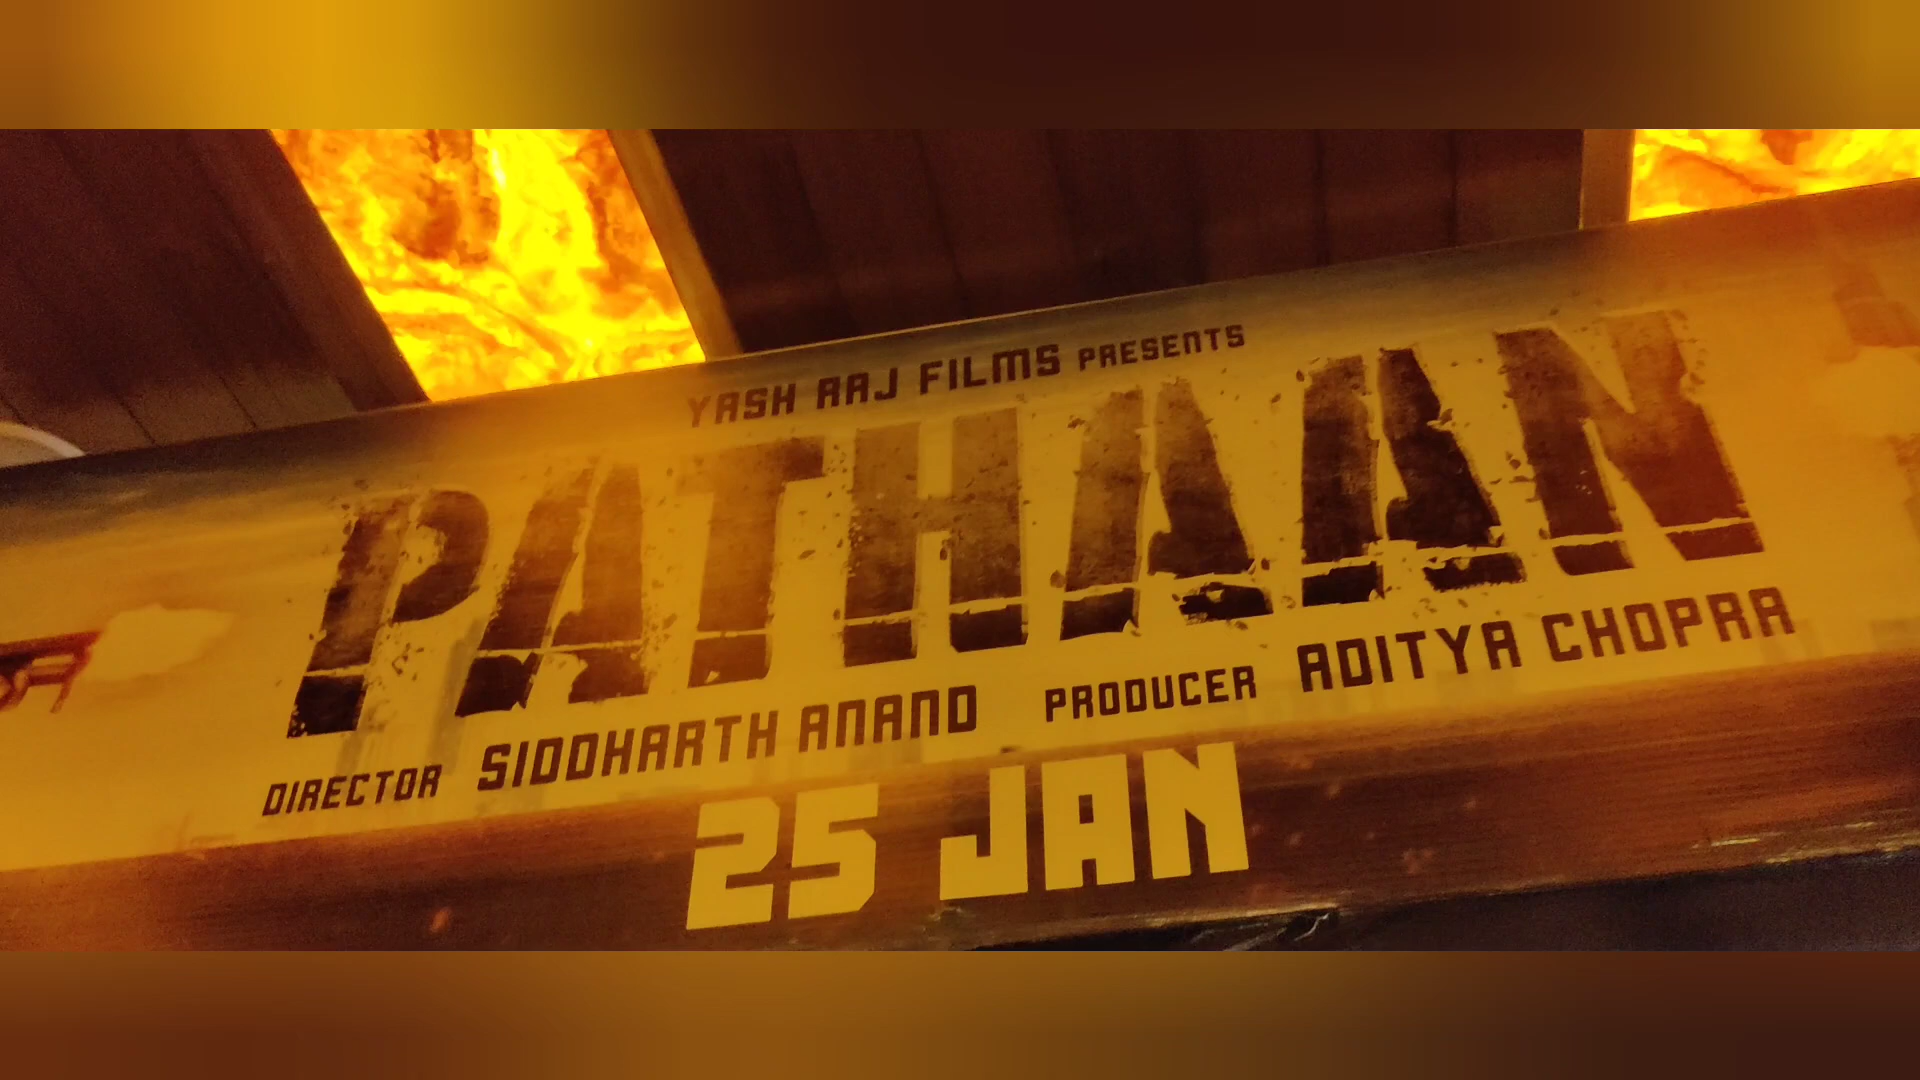 YASH RAJ FILMS PRESENTS
PATHAAN
DIRECTOR SIDDHARTH ANAND PRODUCER ADITYA CHOPRA
25 JAN